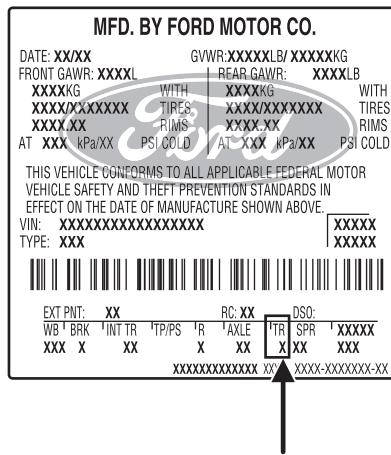 MFD. BY FORD MOTOR CO.
DATE: XX/XX GVWR:XXXXXLB/ XXXXXKG
FRONT GAWR: XXXXL REAR GAWR: XXXXLB
XXXXKG WITH XXXXKG WITH
XXXX/XXXXXXX TIRES XXXX/XXXXXXX TIRES
XXXX.XX RIMS XXXX.XX RIMS
AT XXX kPa/XX PSI COLD AT XXX kPa/XX PSI COLD
Ford
THIS VEHICLE CONFORMS TO ALL APPLICABLE FEDERAL MOTOR
VEHICLE SAFETY AND THEFT PREVENTION STANDARDS IN
EFFECT ON THE DATE OF MANUFACTURE SHOWN ABOVE.
VIN: XXXXXXXXXXXXXXXXX XXXXX
TYPE: XXX XXXXX
EXT PNT: XX RC: XX DSO:
WB BRK INT TR TP/PS R AXLE TR SPR XXXXX
XXX X XX X XX X XX XXX
XXXXXXXXXXXXX XXXX-XXXXXXX-XX